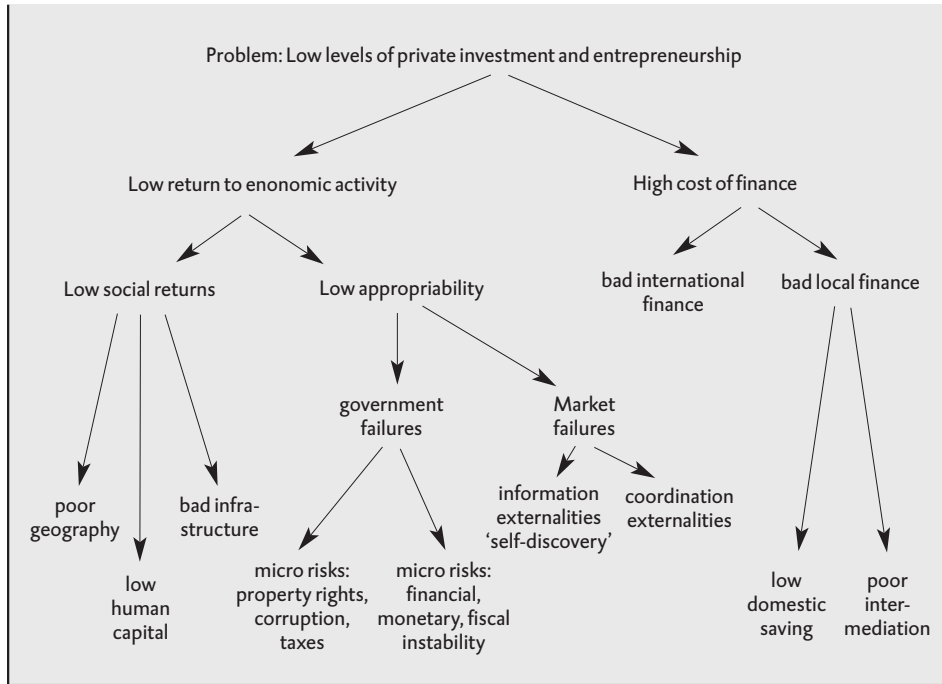 Problem: Low levels of private investment and entrepreneurship
Low return to enonomic activity
High cost of finance
Low social returns
Low appropriability
bad international
finance
bad local finance
government
failures
Market
failures
poor
geography
low
human
capital
bad infra-
structure
micro risks:
property rights,
corruption,
taxes
micro risks:
financial,
monetary, fiscal
instability
information
externalities
‘self-discovery’
coordination
externalities
low
domestic
saving
poor
inter-
mediation